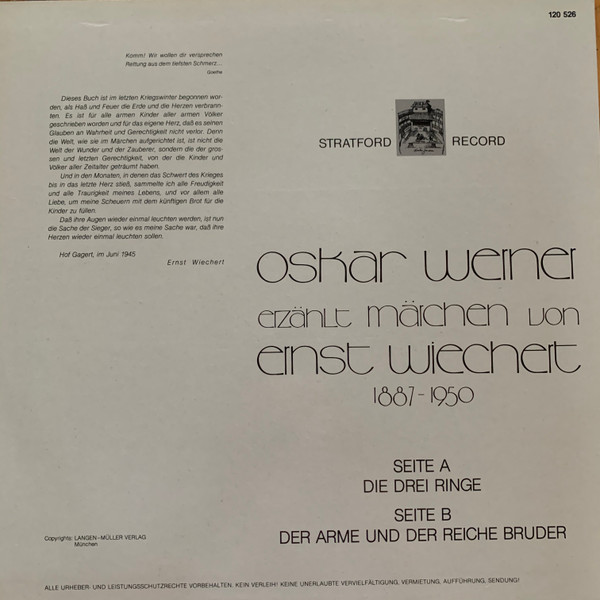 120 526
Komm! Wir wollen dir versprechen
Rettung aus dem tiefsten Schmerz...
Goethe
Dieses Buch ist im letzten Kriegswinter begonnen wor-
den, als Haß und Feuer die Erde und die Herzen verbrann-
ten. Es ist für alle armen Kinder aller armen Völker
geschrieben worden und für das eigene Herz, daß es seinen
Glauben an Wahrheit und Gerechtigkeit nicht verlor. Denn
die Welt, wie sie im Märchen aufgerichtet ist, ist nicht die
Welt der Wunder und der Zauberer, sondern die der gros-
sen und letzten Gerechtigkeit, von der die Kinder und
Völker aller Zeitalter geträumt haben.
Und in den Monaten, in denen das Schwert des Krieges
bis in das letzte Herz stieß, sammelte ich alle Freudigkeit
und alle Traurigkeit meines Lebens, und vor allem alle
Liebe, um meine Scheuern mit dem künftigen Brot für die
Kinder zu füllen.
Daß ihre Augen wieder einmal leuchten werden, ist nun
die Sache der Sieger, so wie es meine Sache war, daß ihre
Herzen wieder einmal leuchten sollen.
Hof Gagert, im Juni 1945
Ernst Wiechert
STRATFORD RECORD
oskar werner
erzählt märchen von
ernst wiechert
1887-1950
SEITE A
DIE DREI RINGE
SEITE B
DER ARME UND DER REICHE BRUDER
Copyrights: LANGEN-MÜLLER VERLAG
München
ALLE URHEBER- UND LEISTUNGSSCHUTZRECHTE VORBEHALTEN. KEIN VERLEIH! KEINE UNERLAUBTE VERVIELFÄLTIGUNG, VERMIETUNG, AUFFÜHRUNG, SENDUNG!